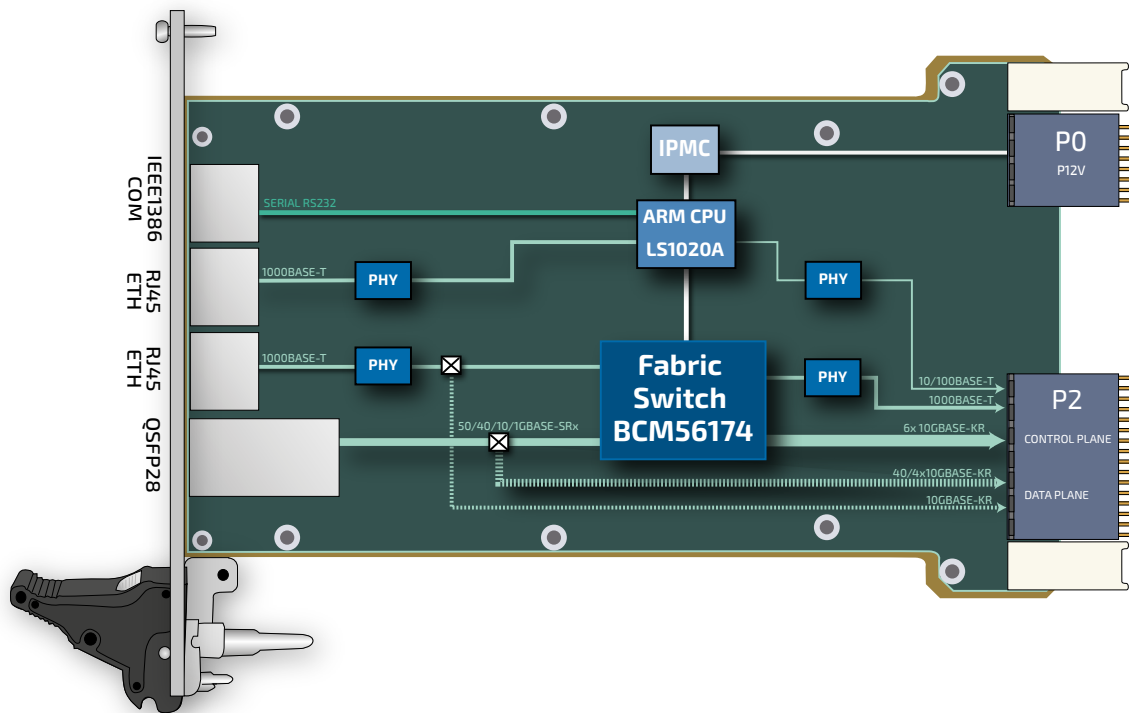 IEEE1386
COM
RJ45
ETH
RJ45
ETH
QSFP28
IPMC
P0
P12V
SERIAL RS232
ARM CPU
LS1020A
1000BASE-T
PHY
PHY
1000BASE-T
PHY
Fabric
Switch
BCM56174
PHY
10/100BASE-T
1000BASE-T
P2
50/40/10/1GBASE-SRx
6x 10GBASE-KR
CONTROL PLANE
40/4x10GBASE-KR
DATA PLANE
10GBASE-KR